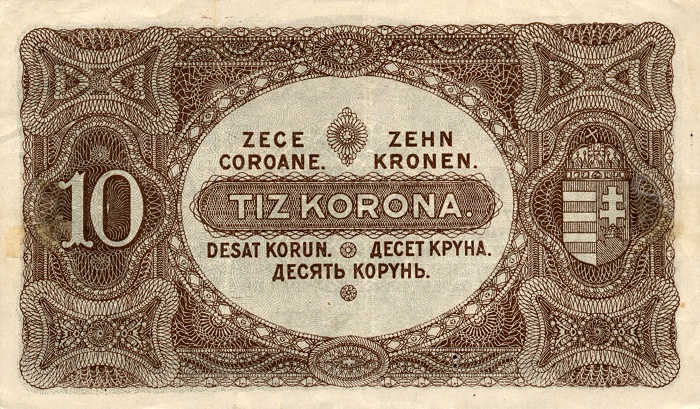 ZECE COROANE.
ZEHN KRONEN.
10
TIZ KORONA.
DESAT KORUN. ДЕСЕТ КРУНА.
ДЕСЯТЬ КОРУНЬ.